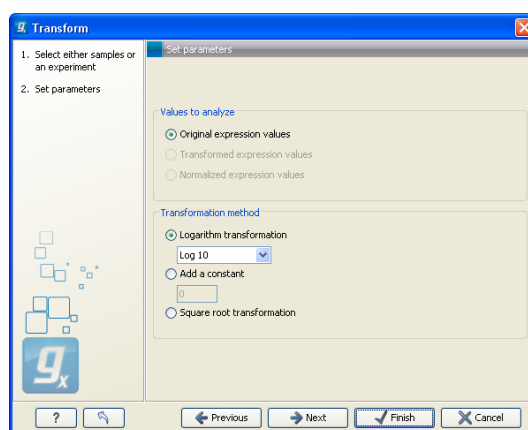 Transform
1. Select either samples or
an experiment
2. Set parameters
Set parameters
Values to analyze
Original expression values
Transformed expression values
Normalized expression values
Transformation method
Logarithm transformation
Log 10
Add a constant
0
Square root transformation
gx
?
Previous
Next
Finish
Cancel